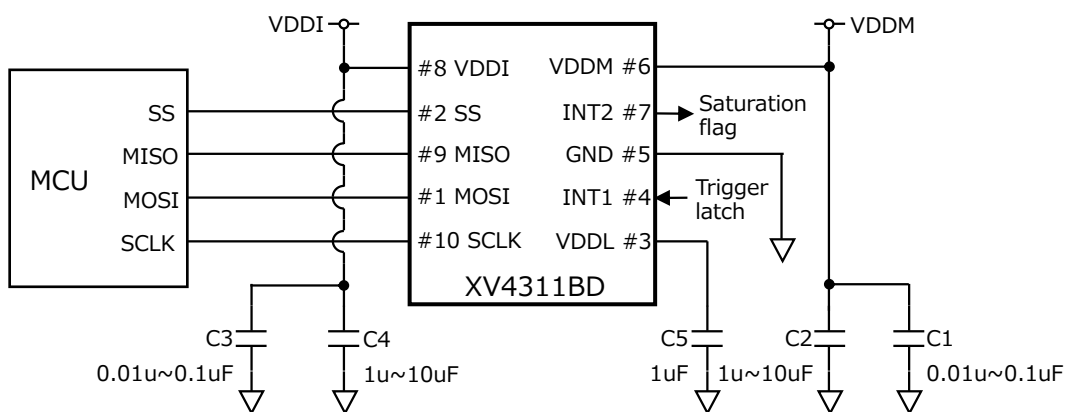 VDDI
VDDM
#8 VDDI
VDDM #6
SS
#2 SS
INT2 #7
Saturation
flag
MCU
MISO
#9 MISO
GND #5
MOSI
#1 MOSI
INT1 #4
Trigger
latch
SCLK
#10 SCLK
VDDL #3
XV4311BD
C3
C4
C5
C2
C1
0.01u~0.1uF
1u~10uF
1uF
1u~10uF
0.01u~0.1uF